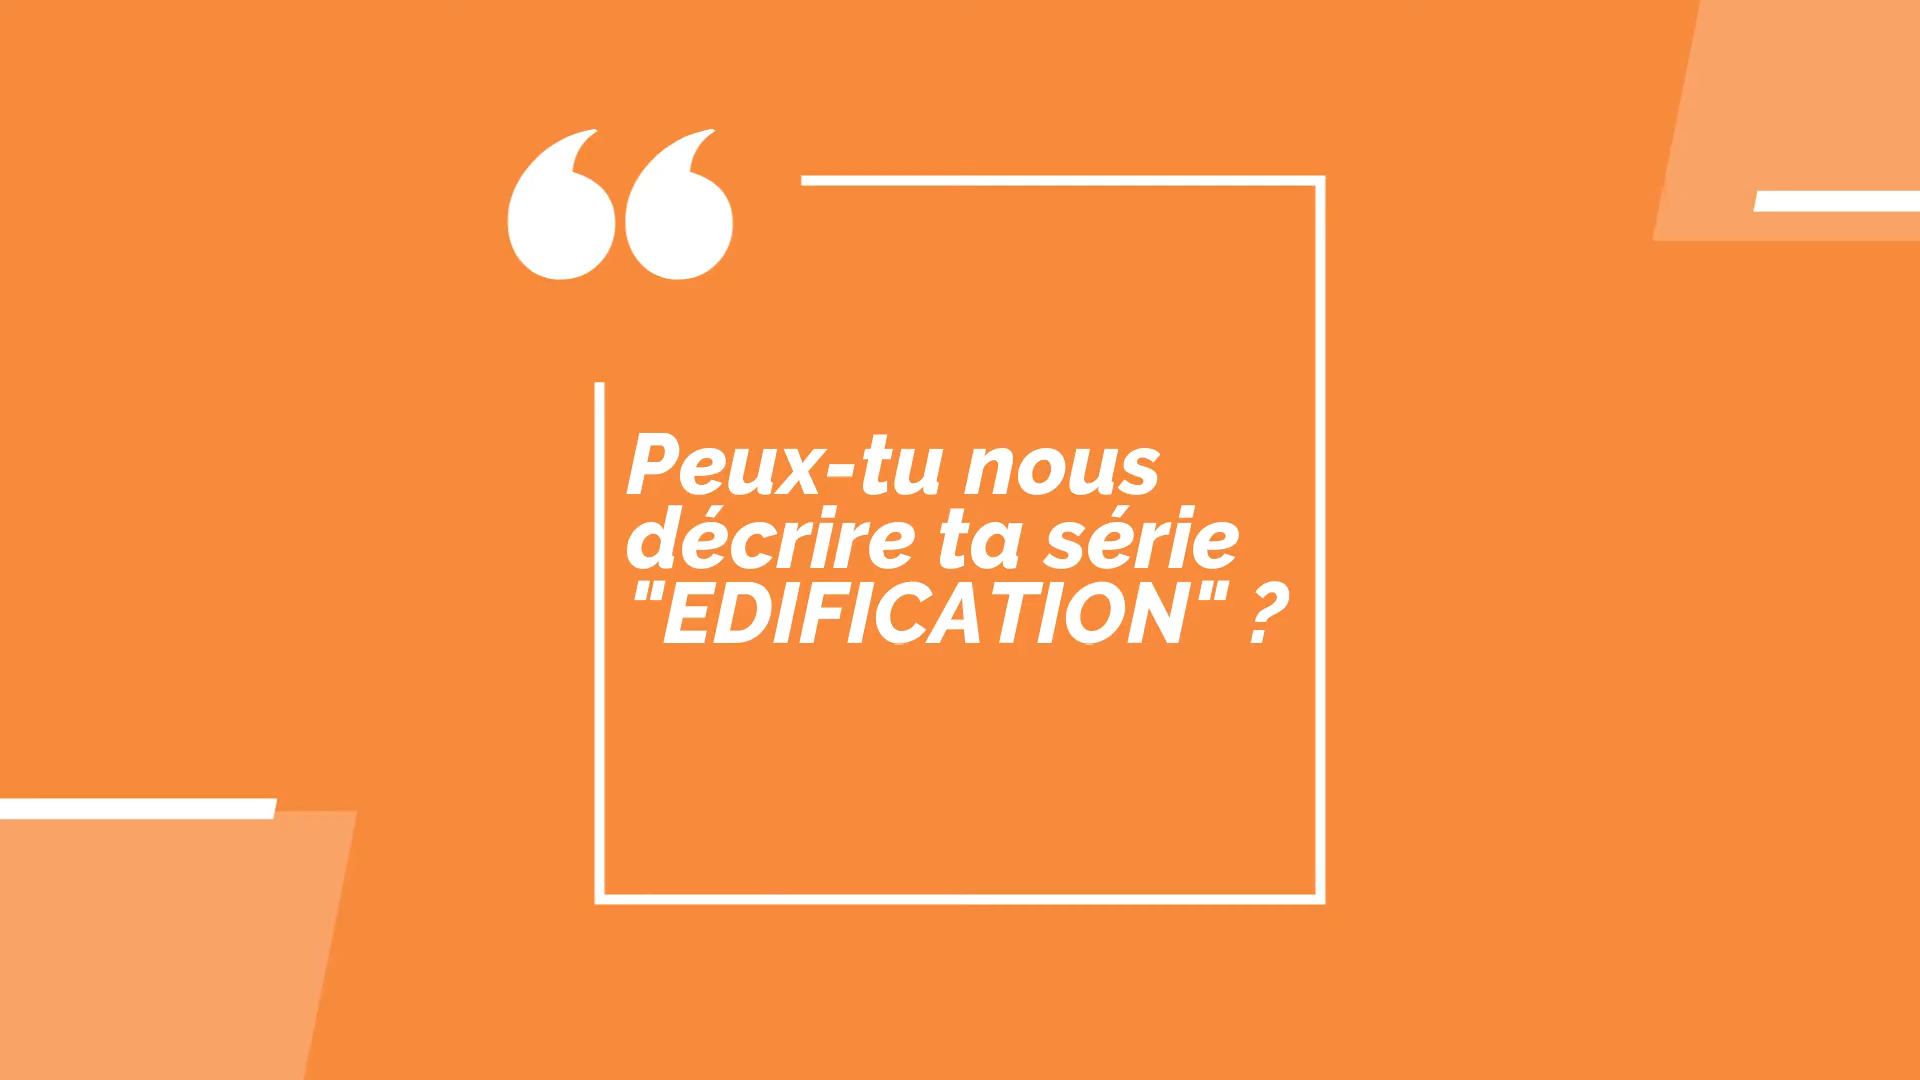 Peux-tu nous
décrire ta série
"EDIFICATION" ?